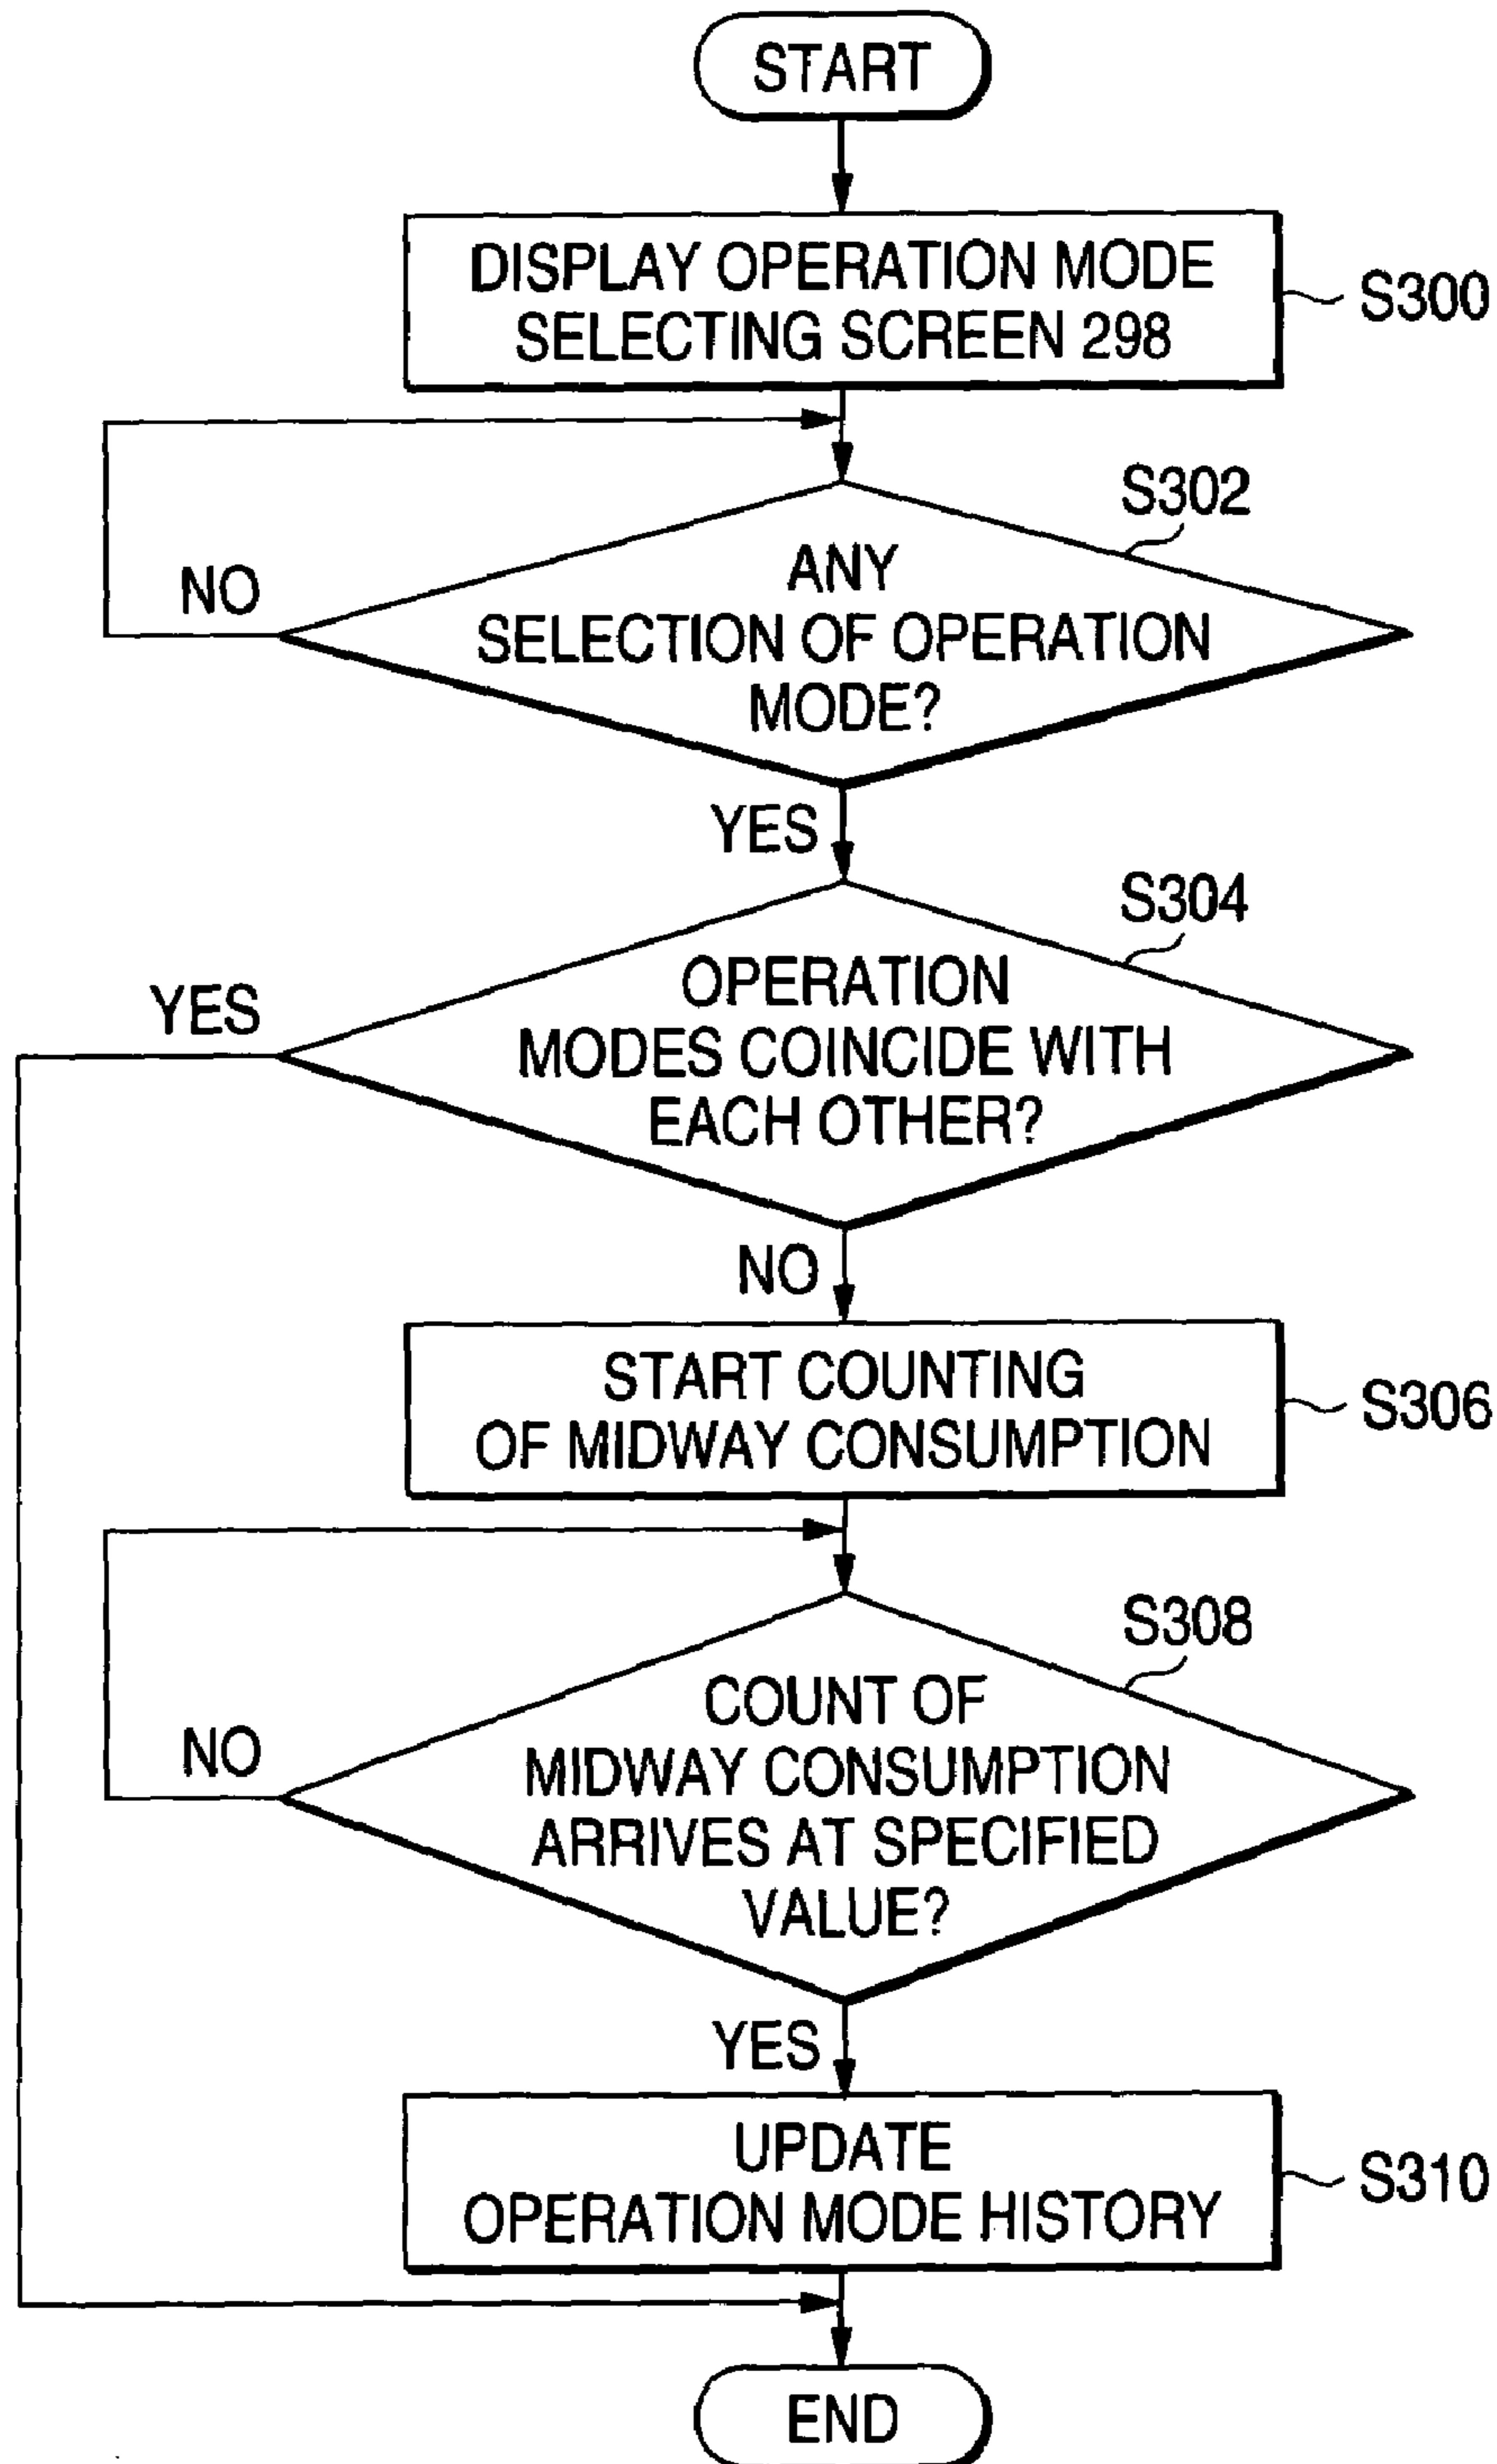 START
DISPLAY OPERATION MODE
SELECTING SCREEN 298
S300
S302
ANY
SELECTION OF OPERATION
MODE?
NO
YES
S304
OPERATION
MODES COINCIDE WITH
EACH OTHER?
YES
NO
START COUNTING
OF MIDWAY CONSUMPTION
S306
S308
COUNT OF
MIDWAY CONSUMPTION
ARRIVES AT SPECIFIED
VALUE?
NO
YES
UPDATE
OPERATION MODE HISTORY
S310
END